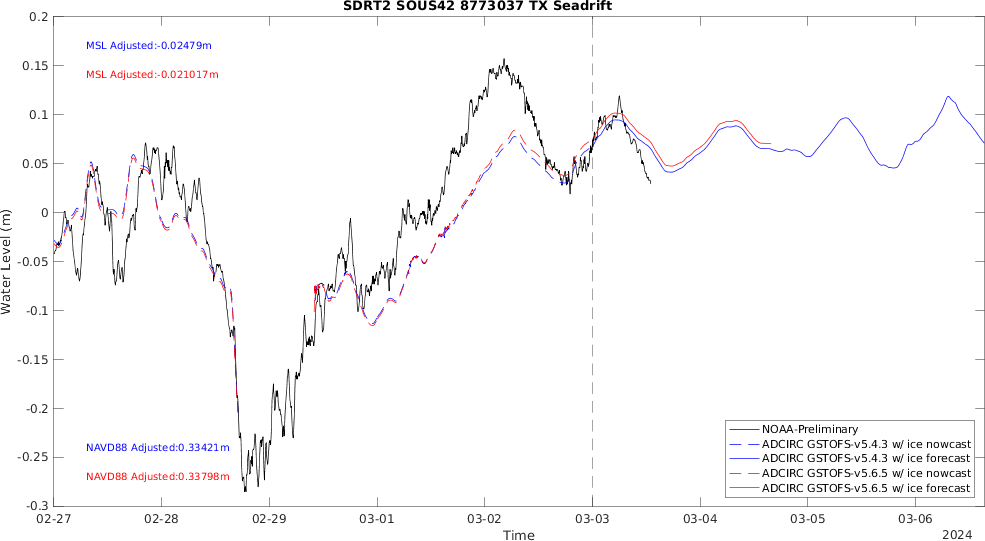 SDRT2 SOUS42 8773037 TX Seadrift
0.2
0.15
0.1
0.05
0
-0.05
-0.1
-0.15
-0.2
-0.25
-0.3
Water Level (m)
MSL Adjusted:-0.02479m
MSL Adjusted:-0.021017m
NAVD88 Adjusted:0.33421m
NAVD88 Adjusted:0.33798m
NOAA-Preliminary
ADCIRC GSTOFS-v5.4.3 w/ ice nowcast
ADCIRC GSTOFS-v5.4.3 w/ ice forecast
ADCIRC GSTOFS-v5.6.5 w/ ice nowcast
ADCIRC GSTOFS-v5.6.5 w/ ice forecast
02-27 02-28 02-29 03-01 03-02 03-03 03-04 03-05 03-06
Time
2024